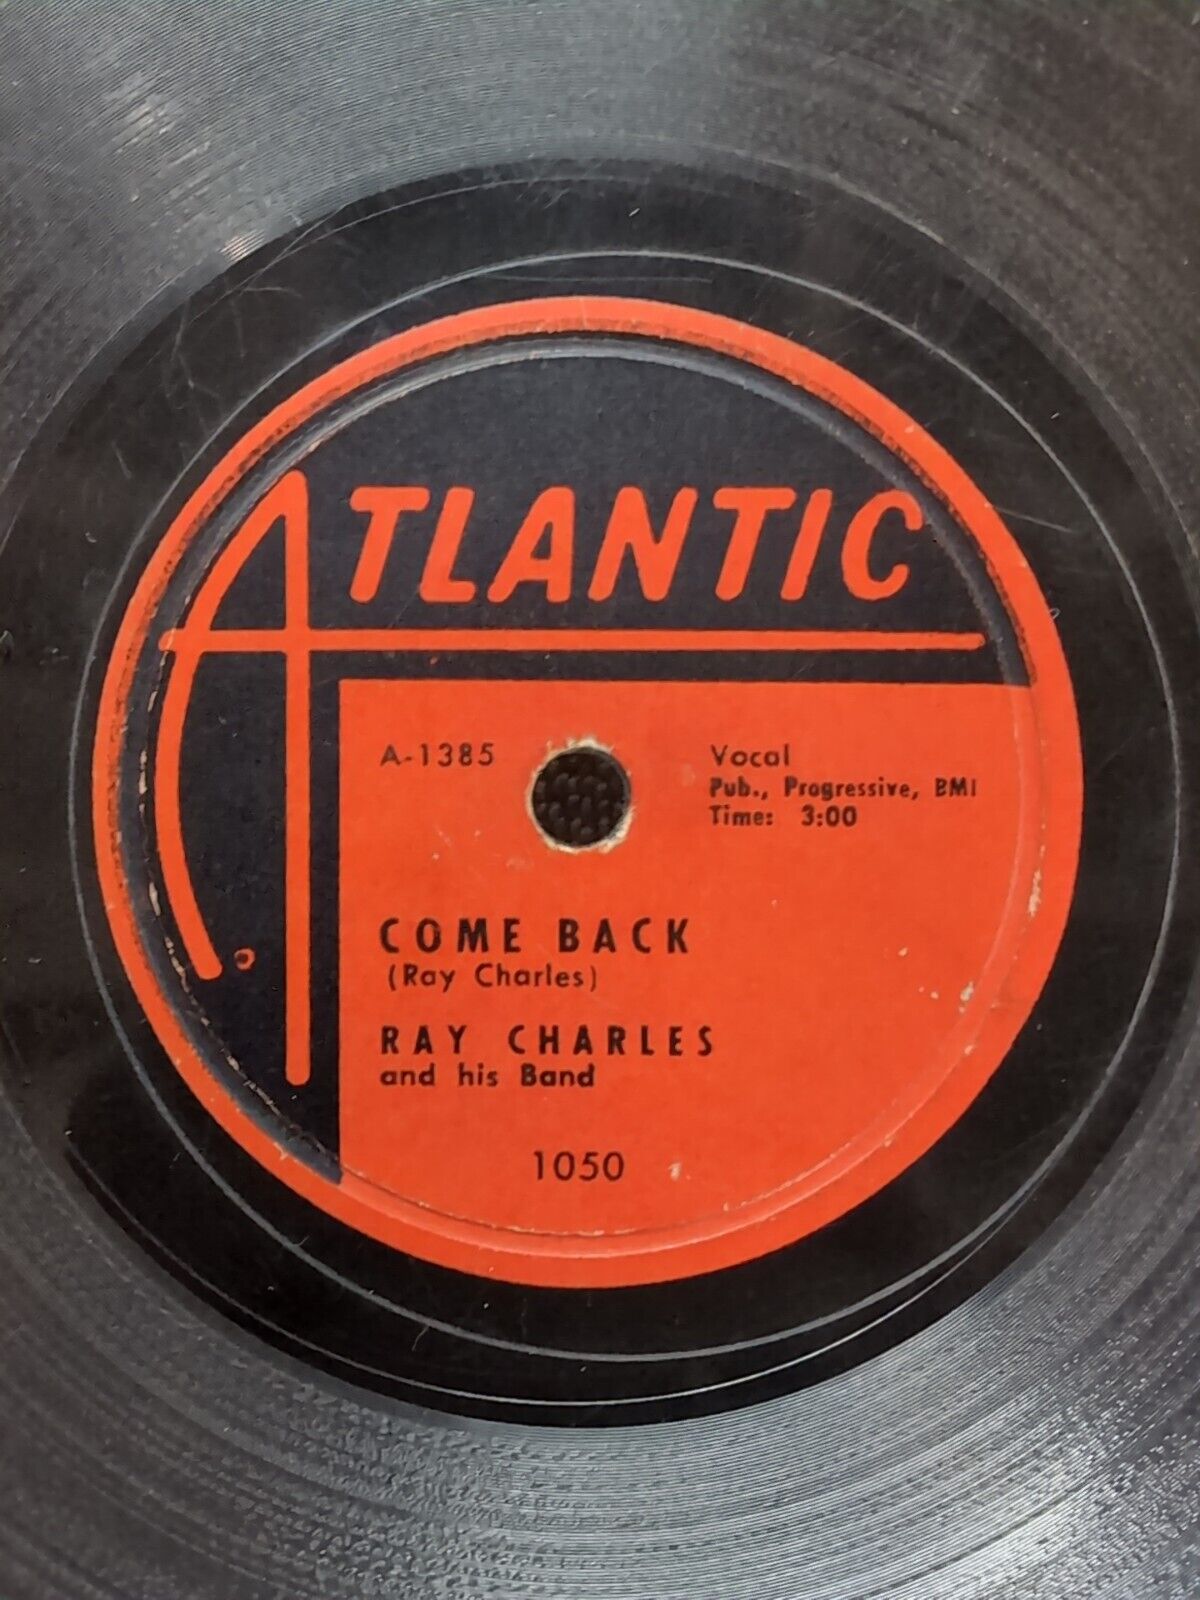 ATLANTIC
A-1385
Vocal
Pub., Progressive, BMI
Time: 3:00
COME BACK
(Ray Charles)
RAY CHARLES
and his Band
1050